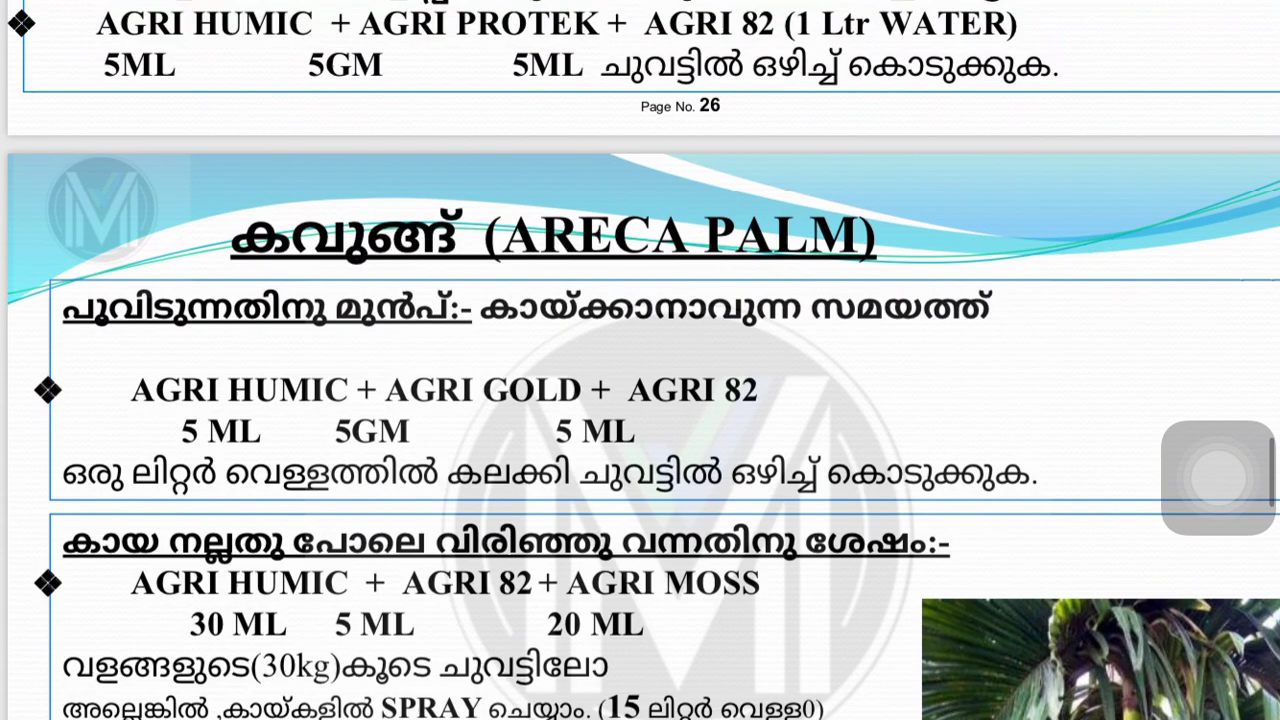 ❖ AGRI HUMIC + AGRI PROTEK + AGRI 82 (1 Ltr WATER)
5ML 5GM 5ML ചുവട്ടിൽ ഒഴിച്ച് കൊടുക്കുക.
Page No. 26
കവുങ്ങ് (ARECA PALM)
പൂവിടുന്നതിനു മുൻപ്:- കായ്ക്കാനാവുന്ന സമയത്ത്
❖ AGRI HUMIC + AGRI GOLD + AGRI 82
5 ML 5GM 5 ML
ഒരു ലിറ്റർ വെള്ളത്തിൽ കലക്കി ചുവട്ടിൽ ഒഴിച്ച് കൊടുക്കുക.
കായ നല്ലതു പോലെ വിരിഞ്ഞു വന്നതിനു ശേഷം:-
❖ AGRI HUMIC + AGRI 82 + AGRI MOSS
30 ML 5 ML 20 ML
വളങ്ങളുടെ(30kg)കൂടെ ചുവട്ടിലോ
അല്ലെങ്കിൽ ,കായ്കളിൽ SPRAY ചെയ്യാം. (15 ലിറ്റർ വെള്ള0)